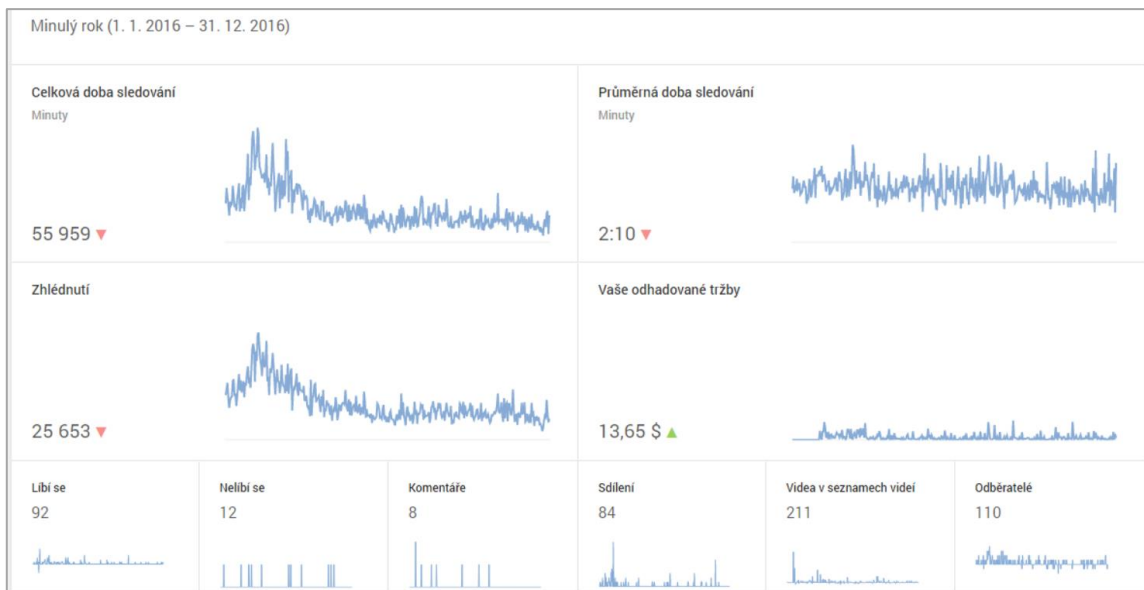 Minulý rok (1. 1. 2016 – 31. 12. 2016)
Celková doba sledování
Minuty
55 959
Průměrná doba sledování
Minuty
2:10
Zhlédnutí
25 653
Vaše odhadované tržby
13,65 $
Líbí se
92
Nelíbí se
12
Komentáře
8
Sdílení
84
Videa v seznamech videí
211
Odběratelé
110